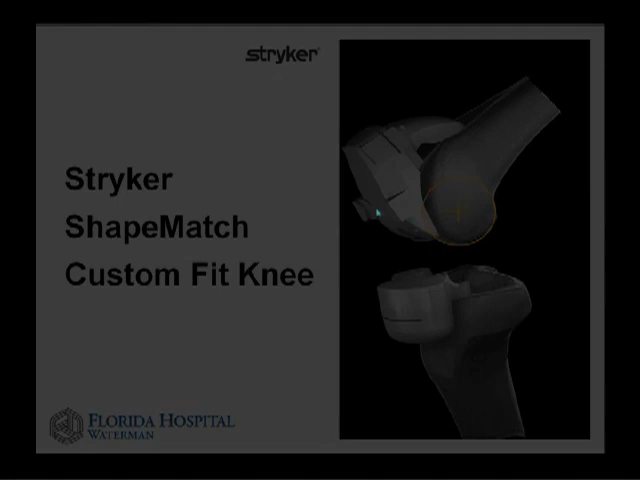 stryker
Stryker
ShapeMatch
Custom Fit Knee
FLORIDA HOSPITAL
WATERMAN